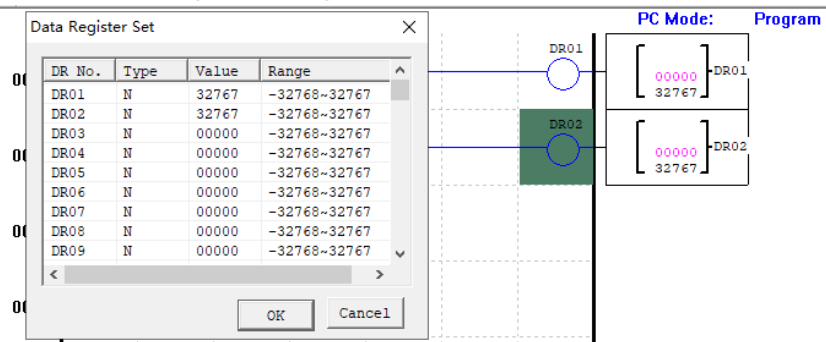 PC Mode: Program
Data Register Set
DR No. Type Value Range
DR01 N 32767 -32768~32767
DR02 N 32767 -32768~32767
DR03 N 00000 -32768~32767
DR04 N 00000 -32768~32767
DR05 N 00000 -32768~32767
DR06 N 00000 -32768~32767
DR07 N 00000 -32768~32767
DR08 N 00000 -32768~32767
DR09 N 00000 -32768~32767
OK Cancel
DR01
00000
32767
DR01
DR02
00000
32767
DR02